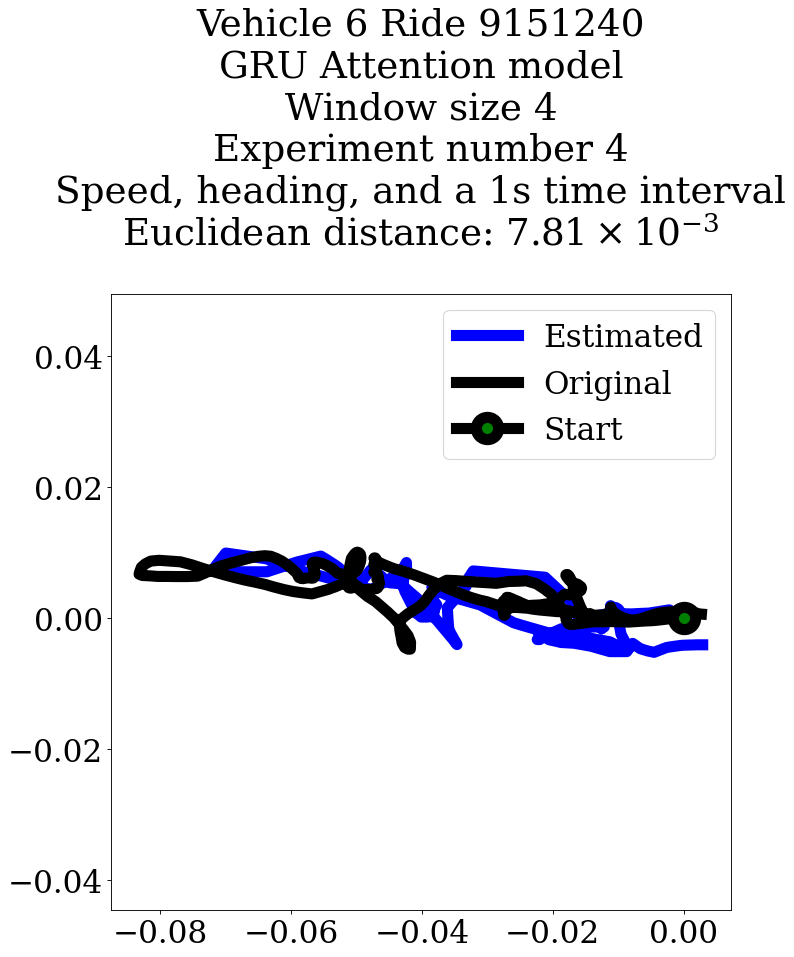 Vehicle 6 Ride 9151240
GRU Attention model
Window size 4
Experiment number 4
Speed, heading, and a 1s time interval
Euclidean distance: 7.81 × 10⁻³
Estimated
Original
Start
0.04
0.02
0.00
−0.02
−0.04
−0.08 −0.06 −0.04 −0.02 0.00